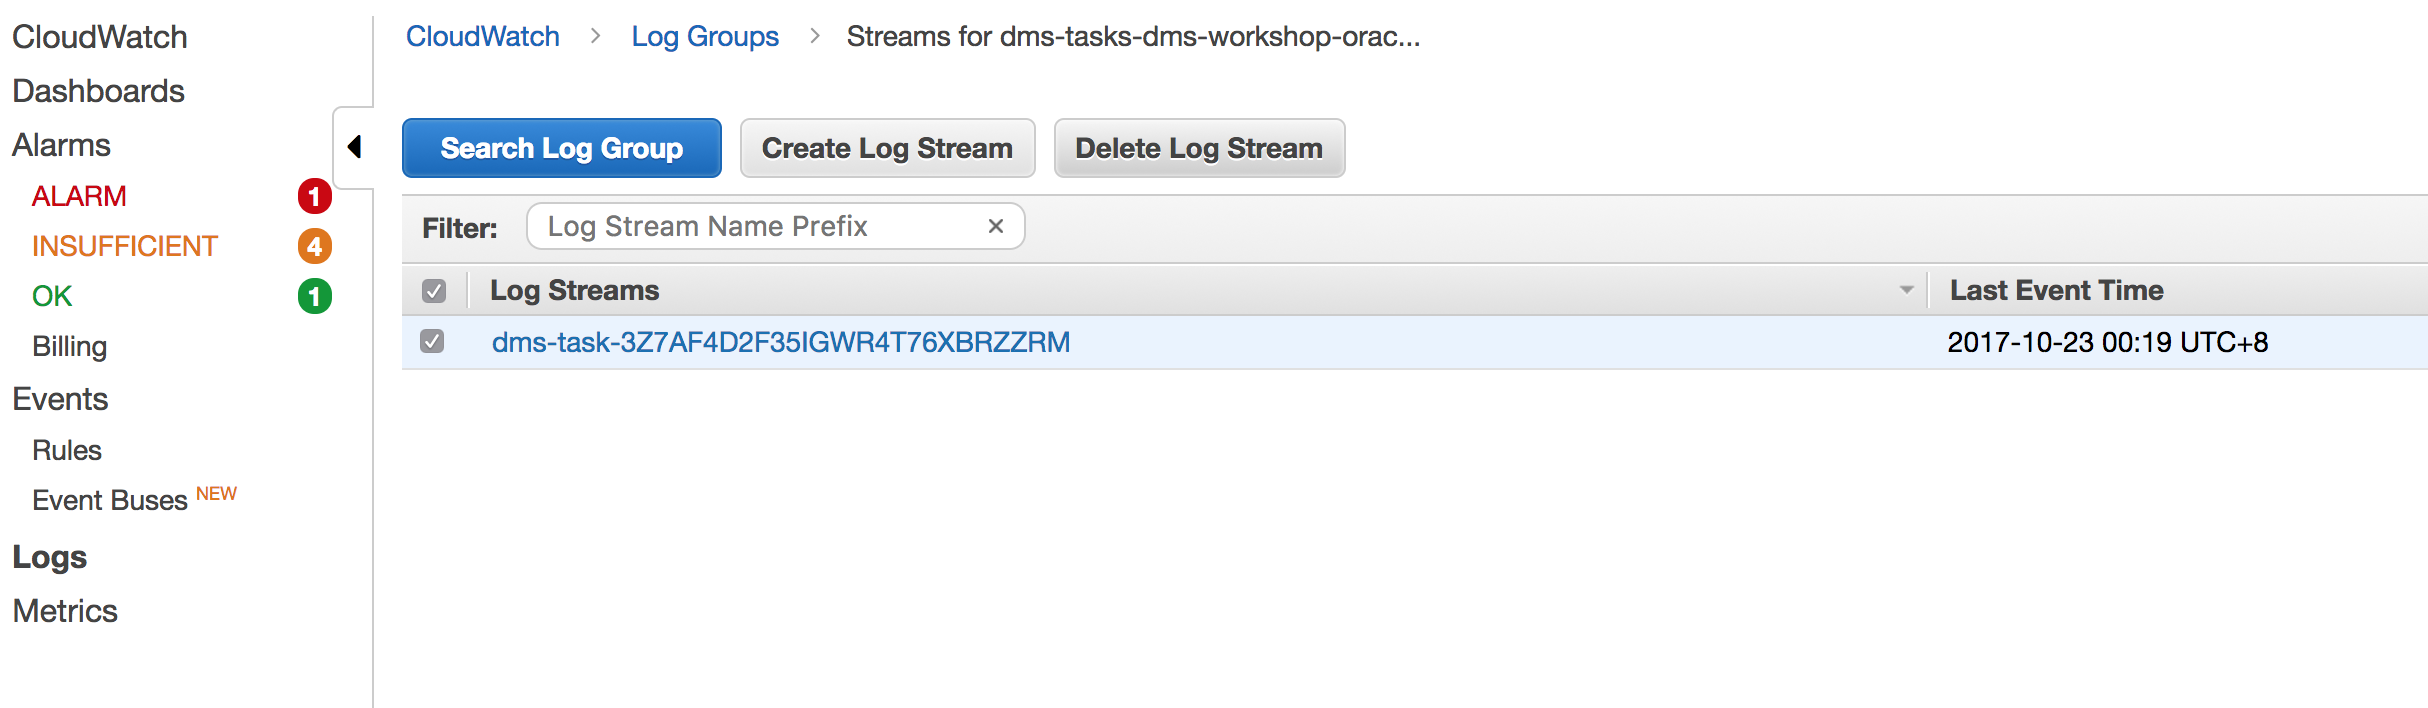 CloudWatch
Dashboards
Alarms
ALARM 1
INSUFFICIENT 4
OK 1
Billing
Events
Rules
Event Buses NEW
Logs
Metrics
CloudWatch > Log Groups > Streams for dms-tasks-dms-workshop-orac...
Search Log Group Create Log Stream Delete Log Stream
Filter: Log Stream Name Prefix ×
Log Streams Last Event Time
dms-task-3Z7AF4D2F35IGWR4T76XBRZZRM 2017-10-23 00:19 UTC+8